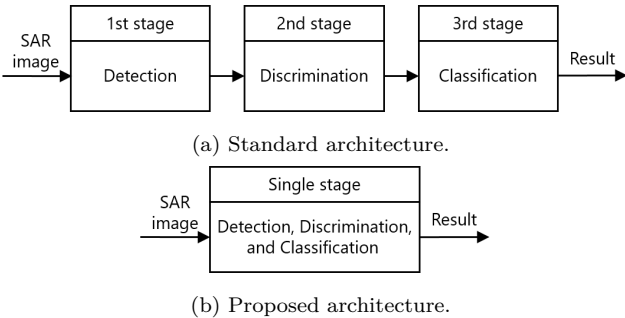 1st stage
2nd stage
3rd stage
SAR
image
Detection
Discrimination
Classification
Result
(a) Standard architecture.
Single stage
SAR
image
Detection, Discrimination,
and Classification
Result
(b) Proposed architecture.